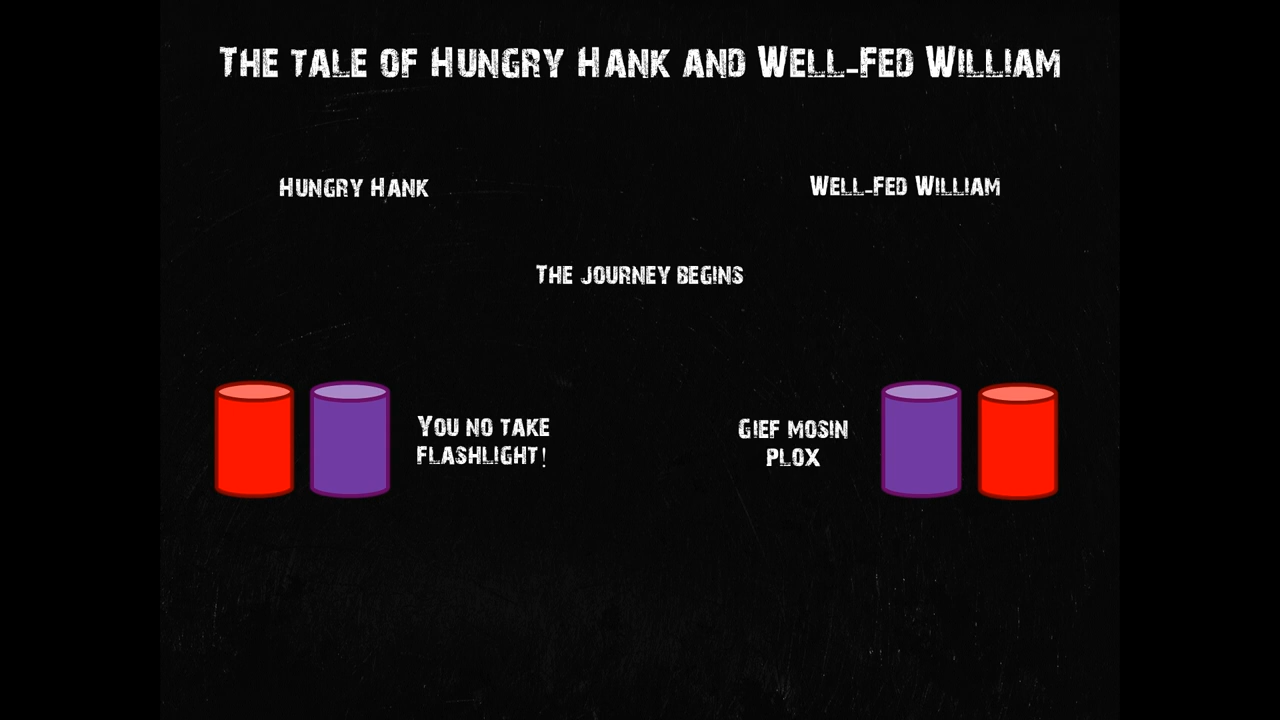 The tale of Hungry Hank and Well-Fed William
Hungry Hank
Well-Fed William
The journey begins
You no take
flashlight!
Gief mosin
plox